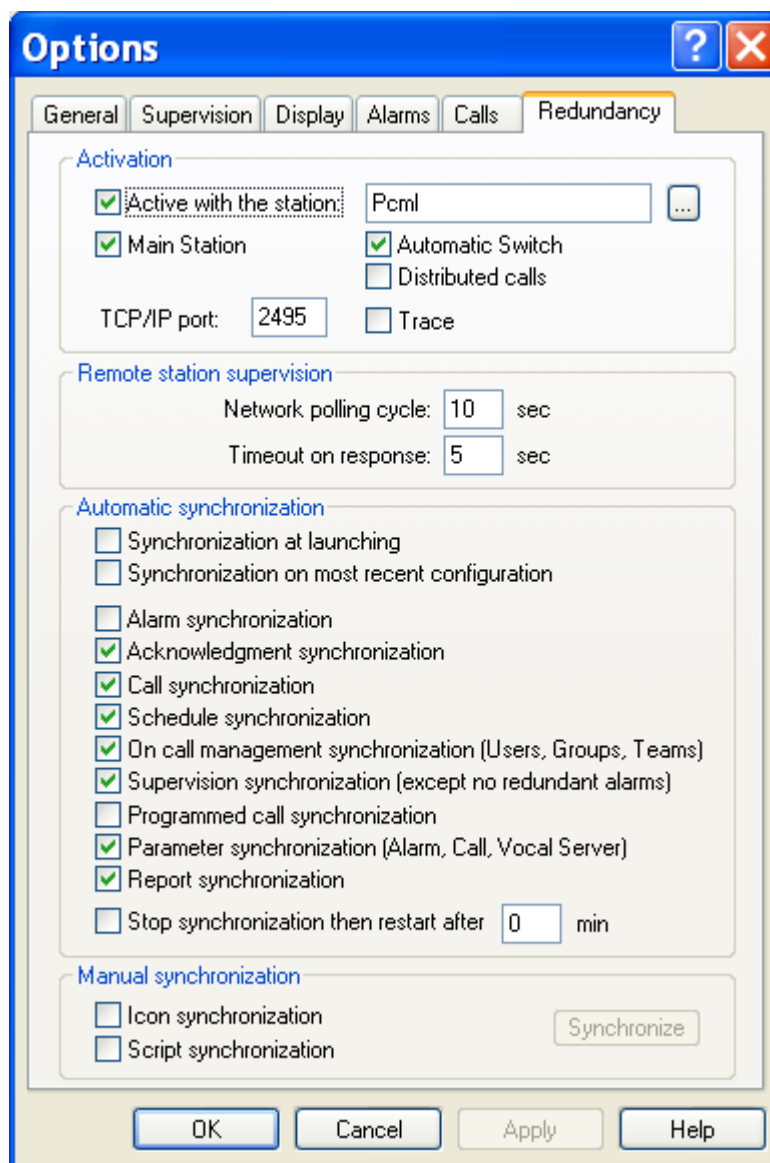 Options
General Supervision Display Alarms Calls Redundancy
Activation
Active with the station: Pcml ...
Main Station Automatic Switch
Distributed calls
TCP/IP port: 2495 Trace
Remote station supervision
Network polling cycle: 10 sec
Timeout on response: 5 sec
Automatic synchronization
Synchronization at launching
Synchronization on most recent configuration
Alarm synchronization
Acknowledgment synchronization
Call synchronization
Schedule synchronization
On call management synchronization (Users, Groups, Teams)
Supervision synchronization (except no redundant alarms)
Programmed call synchronization
Parameter synchronization (Alarm, Call, Vocal Server)
Report synchronization
Stop synchronization then restart after 0 min
Manual synchronization
Icon synchronization
Synchronize
Script synchronization
OK Cancel Apply Help